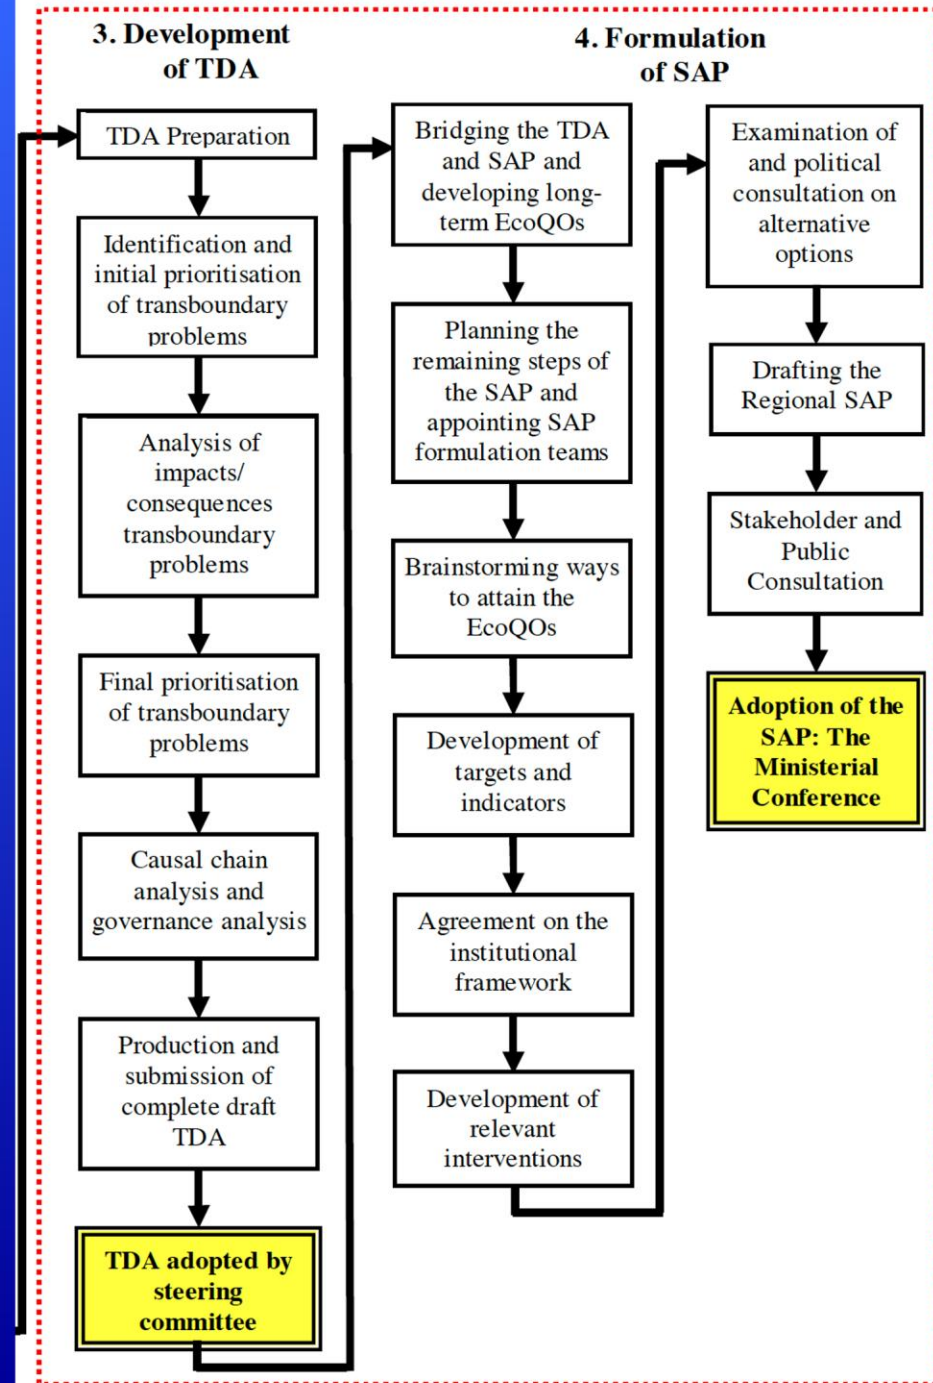 3. Development
of TDA
TDA Preparation
Identification and
initial prioritisation
of transboundary
problems
Analysis of
impacts/
consequences
transboundary
problems
Final prioritisation
of transboundary
problems
Causal chain
analysis and
governance analysis
Production and
submission of
complete draft
TDA
TDA adopted by
steering
committee
4. Formulation
of SAP
Bridging the TDA
and SAP and
developing long-
term EcoQOs
Planning the
remaining steps of
the SAP and
appointing SAP
formulation teams
Brainstorming ways
to attain the
EcoQOs
Development of
targets and
indicators
Agreement on the
institutional
framework
Development of
relevant
interventions
Examination of
and political
consultation on
alternative
options
Drafting the
Regional SAP
Stakeholder and
Public
Consultation
Adoption of the
SAP: The
Ministerial
Conference